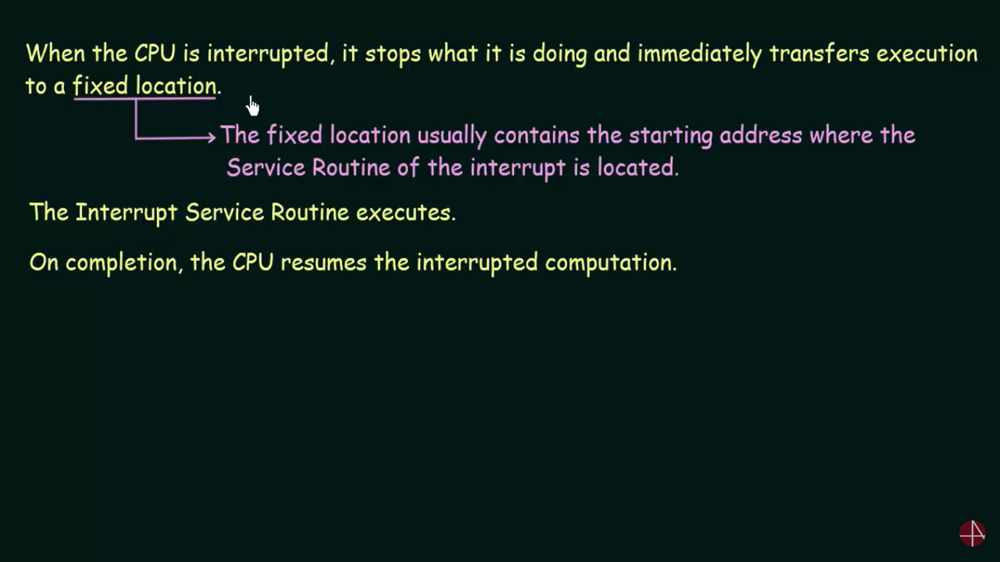 When the CPU is interrupted, it stops what it is doing and immediately transfers execution
to a fixed location.
The fixed location usually contains the starting address where the
Service Routine of the interrupt is located.
The Interrupt Service Routine executes.
On completion, the CPU resumes the interrupted computation.